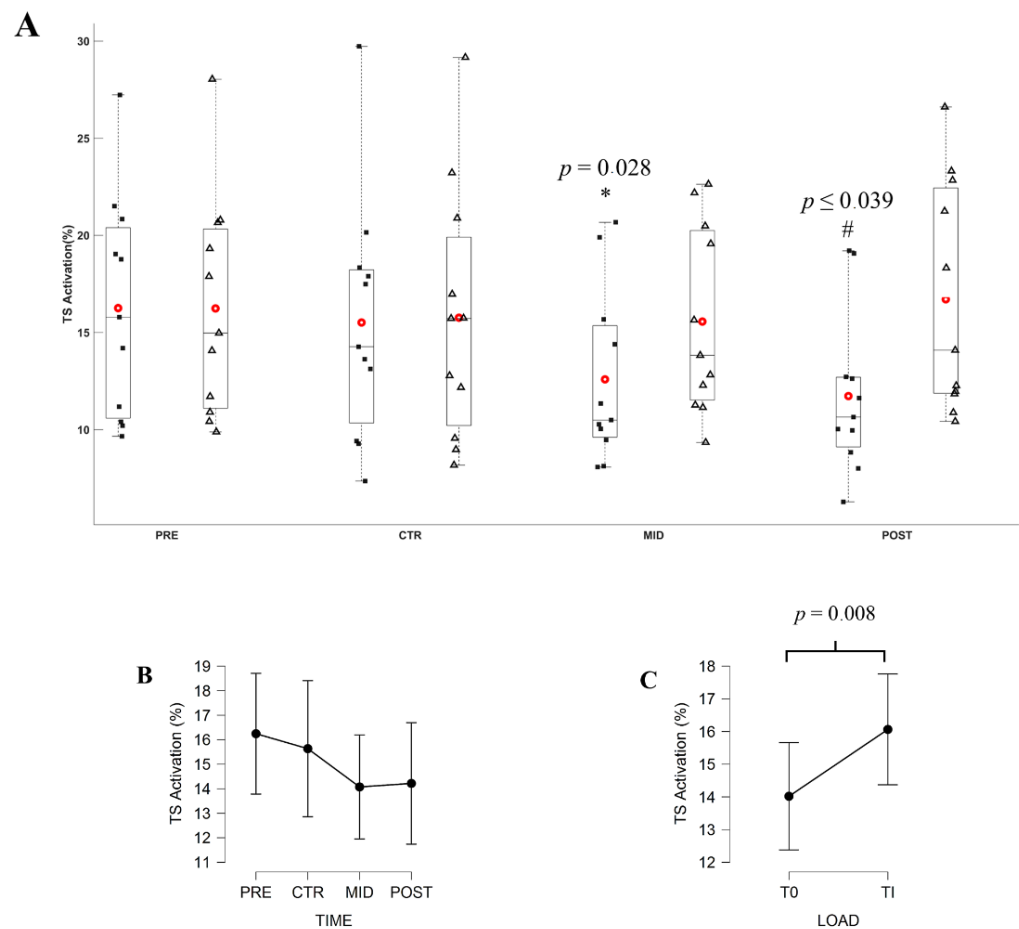 A
30
25
20
15
10
TS Activation(%)
p = 0.028
*
p ≤ 0.039
#
PRE CTR MID POST
B
19
18
17
16
15
14
13
12
11
TS Activation (%)
PRE CTR MID POST
TIME
p = 0.008
C
18
17
16
15
14
13
12
TS Activation (%)
T0 TI
LOAD